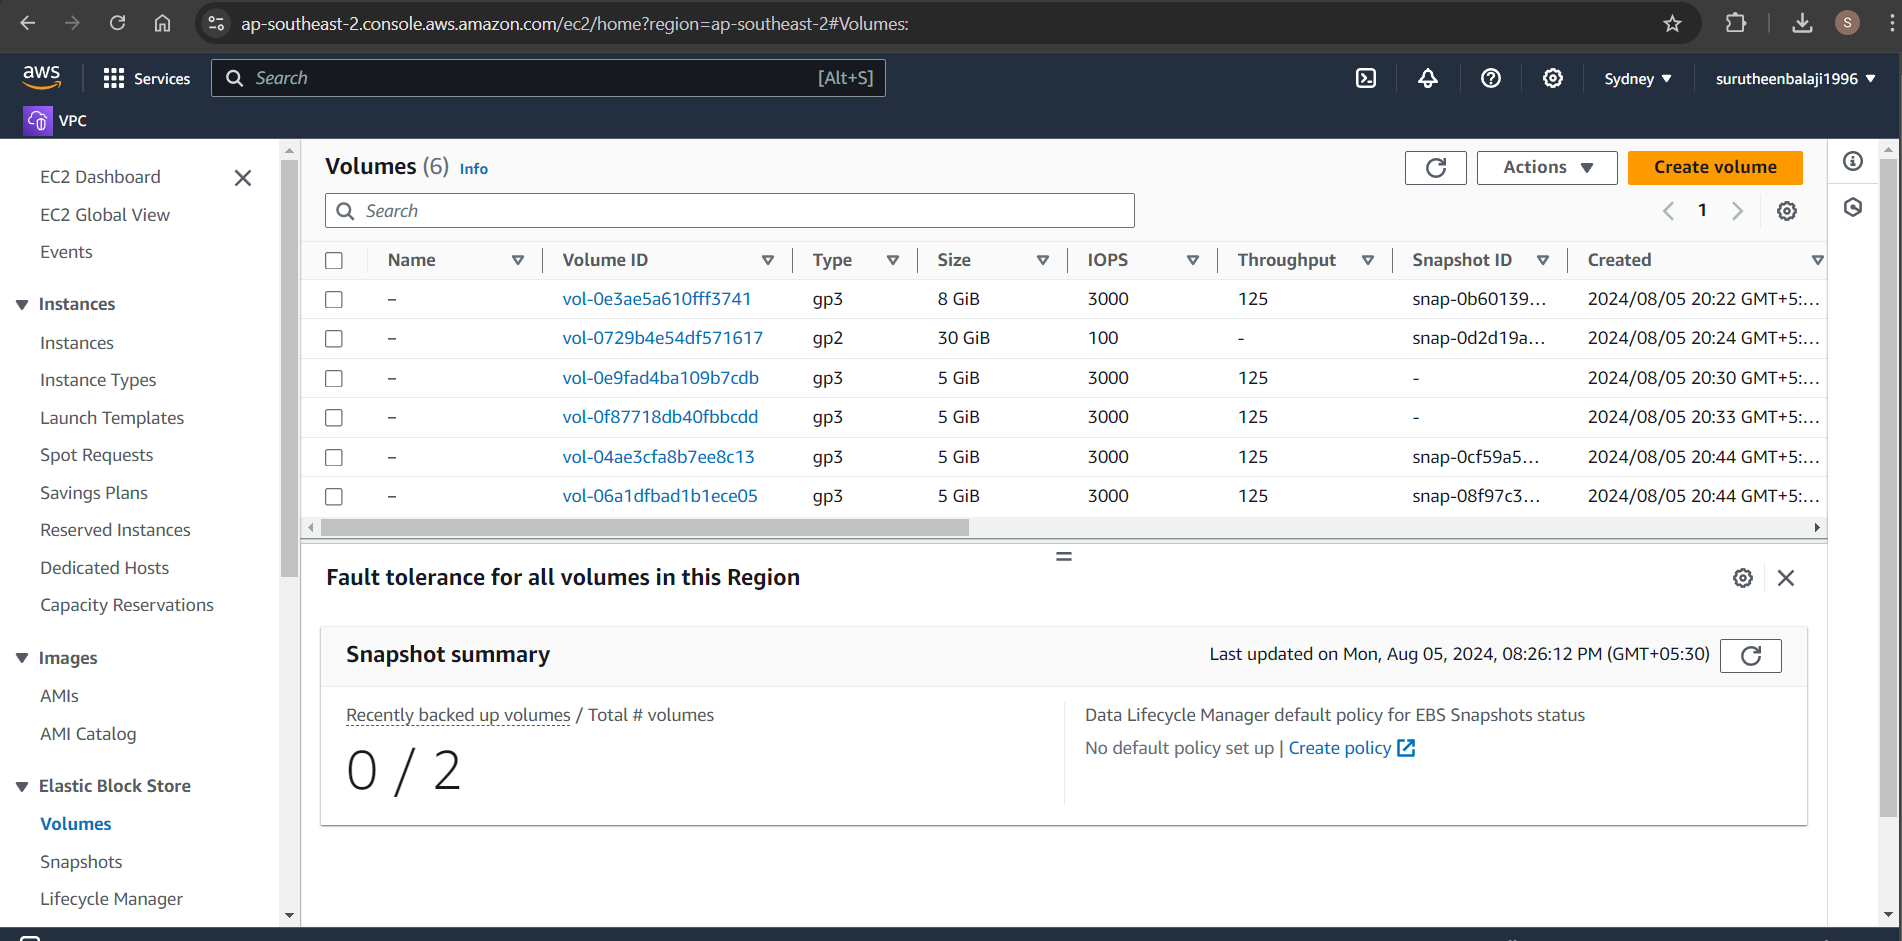 ap-southeast-2.console.aws.amazon.com/ec2/home?region=ap-southeast-2#Volumes:
S
aws
Services
Search
[Alt+S]
Sydney
surutheenbalaji1996
VPC
EC2 Dashboard
EC2 Global View
Events
Instances
Instances
Instance Types
Launch Templates
Spot Requests
Savings Plans
Reserved Instances
Dedicated Hosts
Capacity Reservations
Images
AMIs
AMI Catalog
Elastic Block Store
Volumes
Snapshots
Lifecycle Manager
Volumes (6) Info
Actions
Create volume
Search
1
Name Volume ID Type Size IOPS Throughput Snapshot ID Created
– vol-0e3ae5a610fff3741 gp3 8 GiB 3000 125 snap-0b60139... 2024/08/05 20:22 GMT+5:...
– vol-0729b4e54df571617 gp2 30 GiB 100 - snap-0d2d19a... 2024/08/05 20:24 GMT+5:...
– vol-0e9fad4ba109b7cdb gp3 5 GiB 3000 125 - 2024/08/05 20:30 GMT+5:...
– vol-0f87718db40fbbcdd gp3 5 GiB 3000 125 - 2024/08/05 20:33 GMT+5:...
– vol-04ae3cfa8b7ee8c13 gp3 5 GiB 3000 125 snap-0cf59a5... 2024/08/05 20:44 GMT+5:...
– vol-06a1dfbad1b1ece05 gp3 5 GiB 3000 125 snap-08f97c3... 2024/08/05 20:44 GMT+5:...
Fault tolerance for all volumes in this Region
Snapshot summary
Last updated on Mon, Aug 05, 2024, 08:26:12 PM (GMT+05:30)
Recently backed up volumes / Total # volumes
0 / 2
Data Lifecycle Manager default policy for EBS Snapshots status
No default policy set up | Create policy